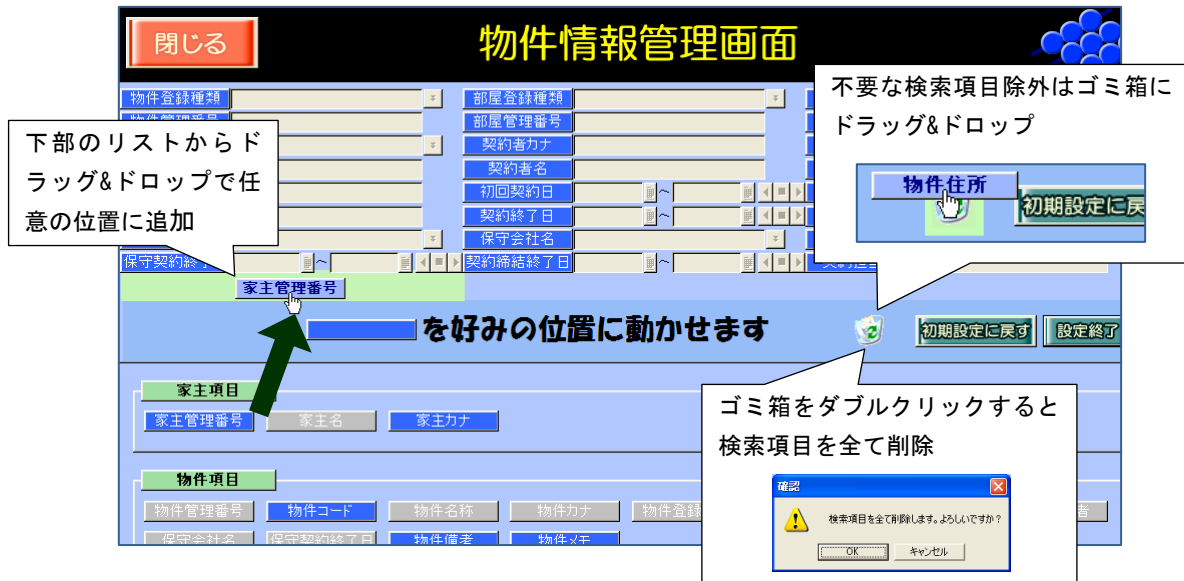 閉じる
物件情報管理画面
物件登録種類
部屋登録種類
不要な検索項目除外はゴミ箱に
ドラッグ&ドロップ
部屋管理番号
下部のリストからド
ラッグ&ドロップで任
意の位置に追加
契約者カナ
契約者名
初回契約日
～
物件住所
初期設定に戻
契約終了日
～
保守会社名
保守契約終
～
契約締結終了日
～
家主管理番号
を好みの位置に動かせます
初期設定に戻す
設定終了
家主項目
家主管理番号
家主名
家主カナ
ゴミ箱をダブルクリックすると
検索項目を全て削除
物件項目
物件管理番号
物件コード
物件名称
物件カナ
物件登録
者
保守会社名
保守契約終了日
物件備考
物件メモ
確認
検索項目を全て削除します。よろしいですか？
OK
キャンセル